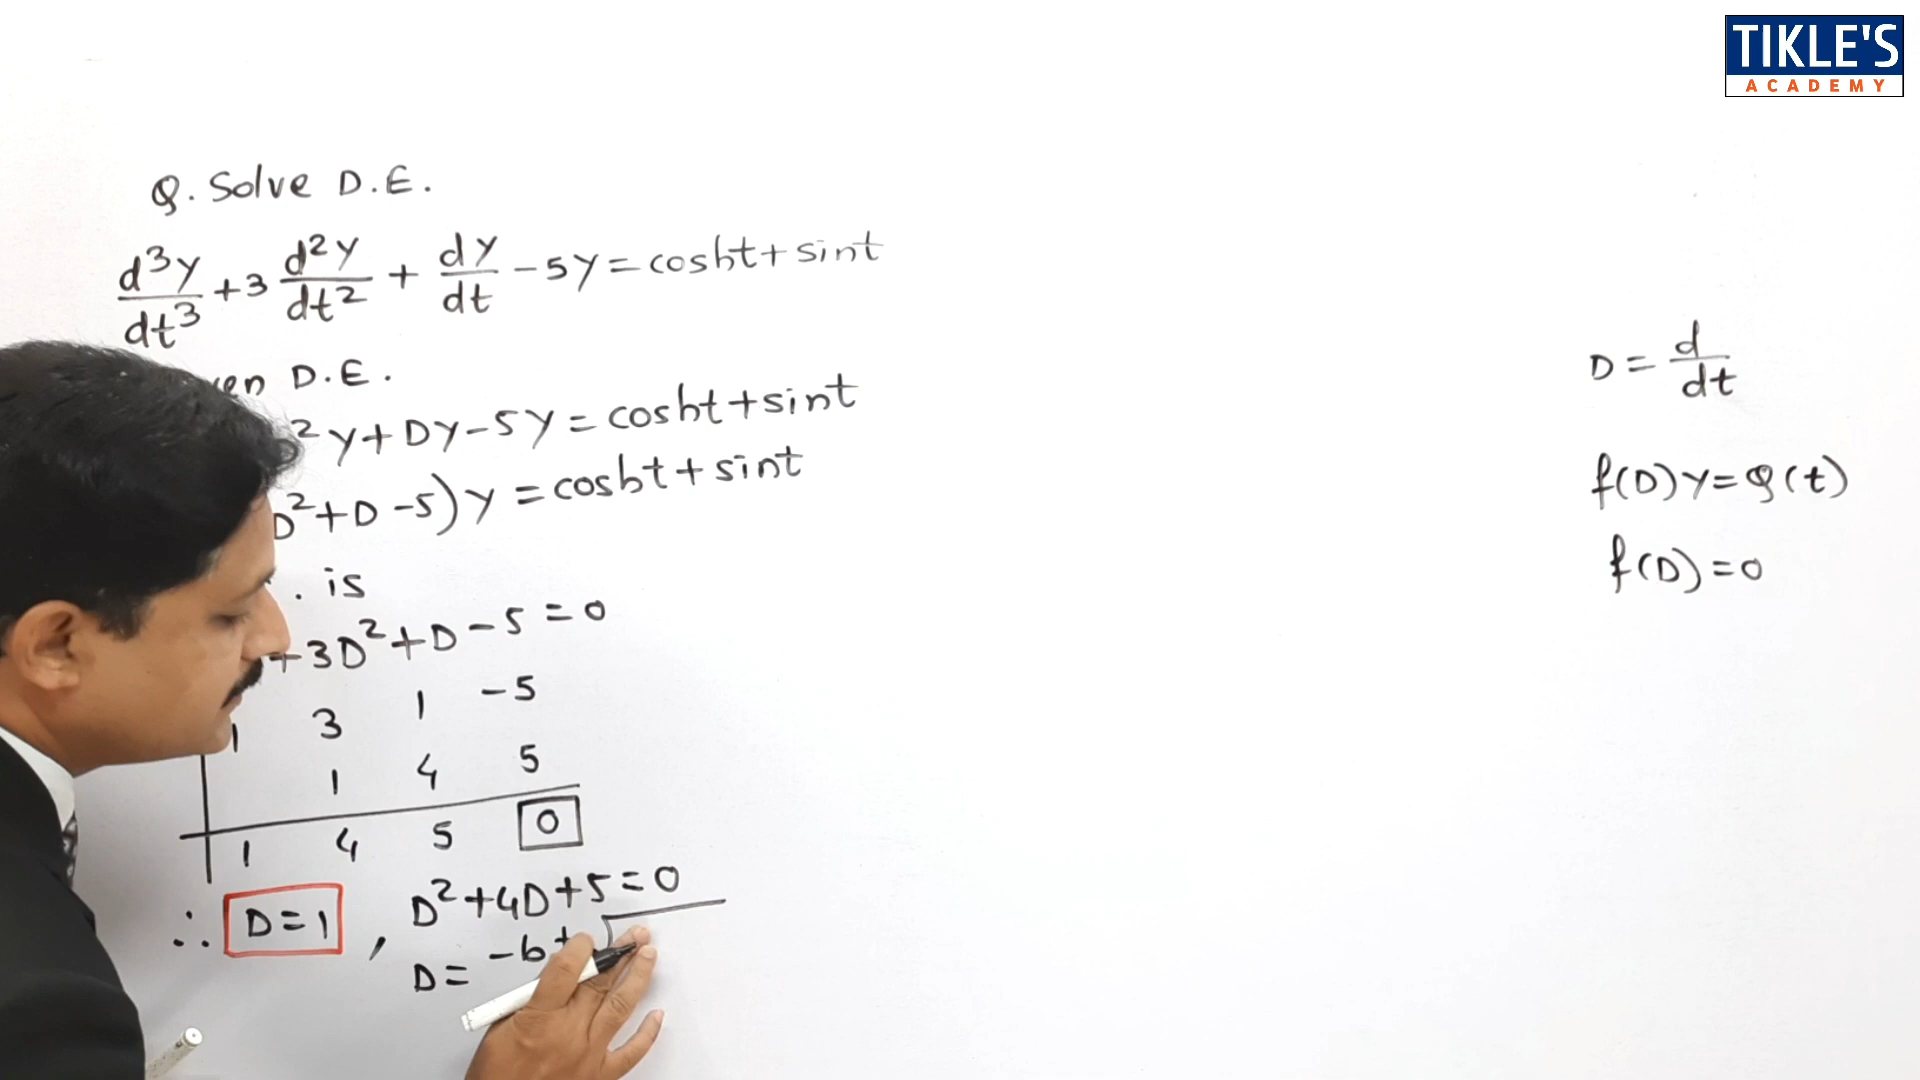 TIKLE'S
ACADEMY
Q. Solve D.E.
d³y/dt³ + 3 d²y/dt² + dy/dt - 5y = cosht + sint
D.E.
² y + Dy - 5y = cosht + sint
D² + D - 5) y = cosht + sint
. is
+ 3D² + D - 5 = 0
1 3 1 -5
1 4 5
1 4 5 0
∴ D = 1 , D² + 4D + 5 = 0
D = -b ±
D = d/dt
f(D) y = Q(t)
f(D) = 0